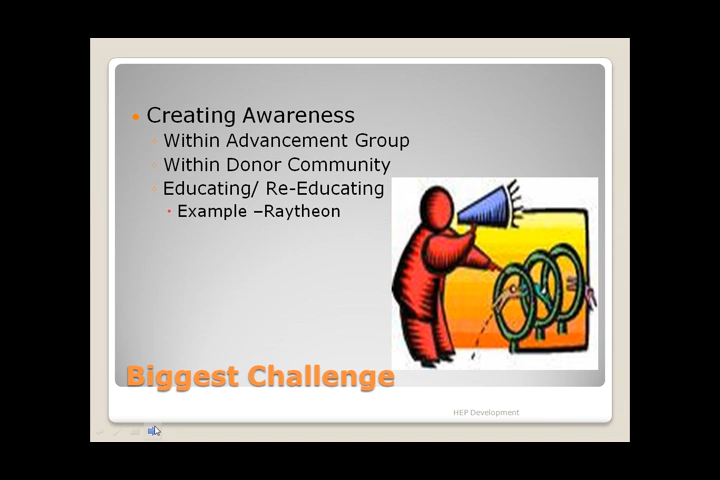 Creating Awareness
Within Advancement Group
Within Donor Community
Educating/ Re-Educating
Example –Raytheon
Biggest Challenge
HEP Development